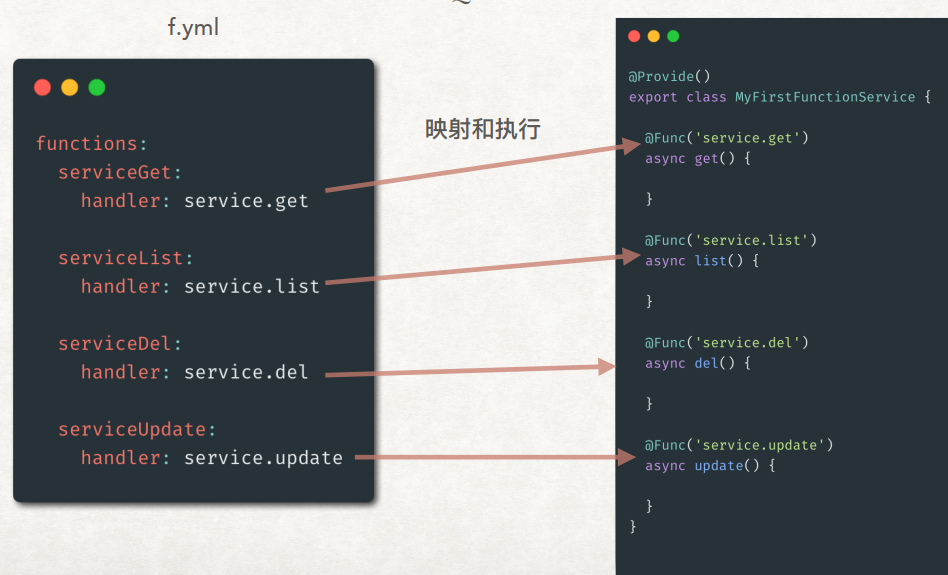 f.yml
functions:
serviceGet:
handler: service.get
serviceList:
handler: service.list
serviceDel:
handler: service.del
serviceUpdate:
handler: service.update
映射和执行
@Provide()
export class MyFirstFunctionService {
@Func('service.get')
async get() {
}
@Func('service.list')
async list() {
}
@Func('service.del')
async del() {
}
@Func('service.update')
async update() {
}
}